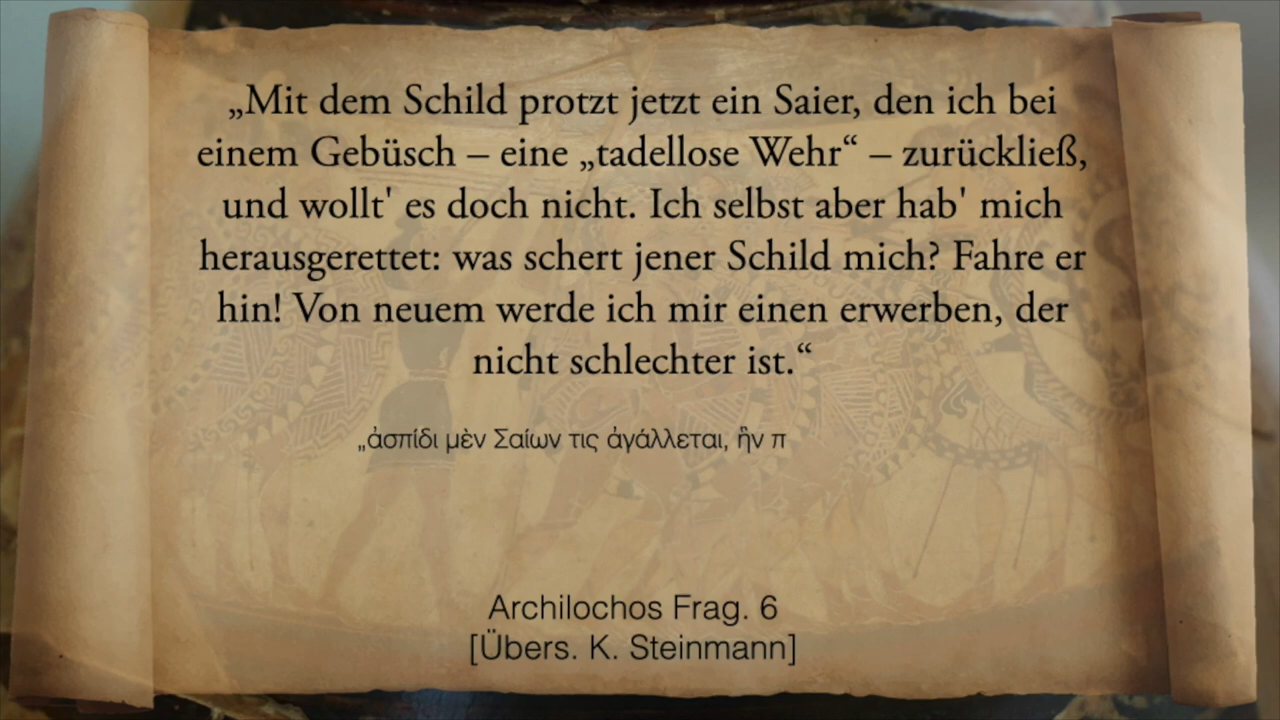 „Mit dem Schild protzt jetzt ein Saier, den ich bei
einem Gebüsch – eine „tadellose Wehr“ – zurückließ,
und wollt' es doch nicht. Ich selbst aber hab' mich
herausgerettet: was schert jener Schild mich? Fahre er
hin! Von neuem werde ich mir einen erwerben, der
nicht schlechter ist.“
„ἀσπίδι μὲν Σαίων τις ἀγάλλεται, ἣν π
Archilochos Frag. 6
[Übers. K. Steinmann]